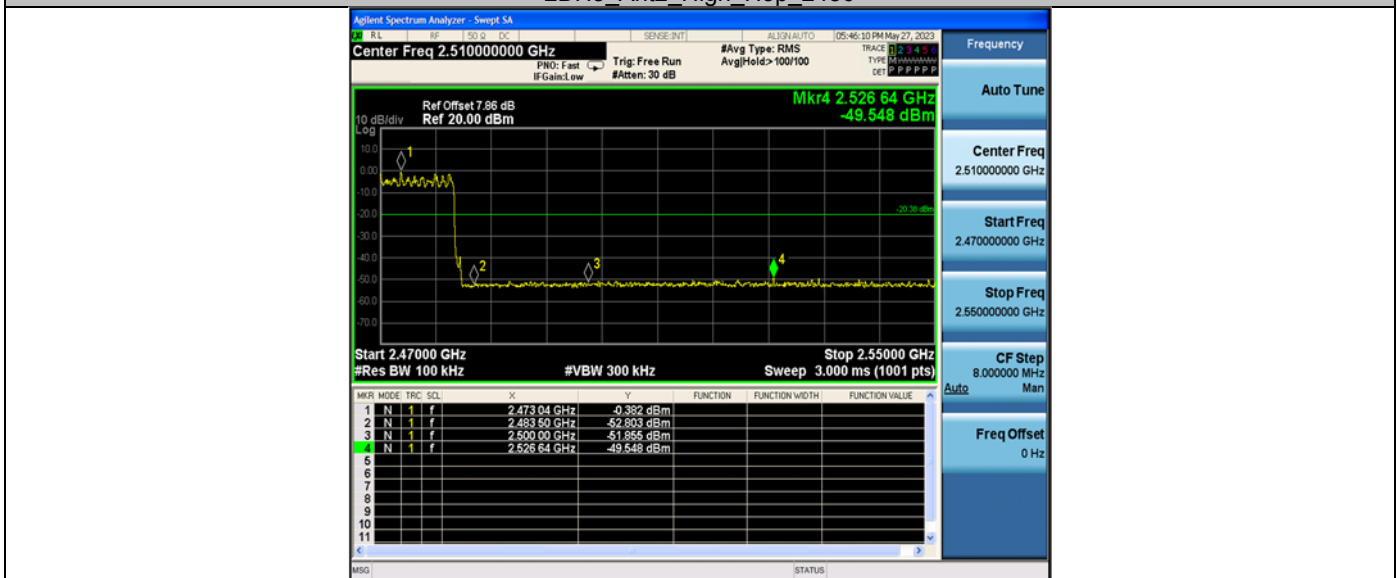 Agilent Spectrum Analyzer - Swept SA
RL RF 50 Ω DC SENSE:INT ALIGN AUTO 05:46:10 PM May 27, 2023
Center Freq 2.510000000 GHz
PNO: Fast
IFGain:Low
Trig: Free Run
#Atten: 30 dB
#Avg Type: RMS
Avg|Hold:>100/100
TRACE 1 2 3 4 5 6
TYPE M
DET P P P P P P
Mkr4 2.526 64 GHz
-49.548 dBm
Ref Offset 7.86 dB
10 dB/div Ref 20.00 dBm
Log
10.0
0.00
-10.0
-20.0
-30.0
-40.0
-50.0
-60.0
-70.0
1
2
3
4
-20.38 dBm
Start 2.47000 GHz Stop 2.55000 GHz
#Res BW 100 kHz #VBW 300 kHz Sweep 3.000 ms (1001 pts)
MKR MODE TRC SCL X Y FUNCTION FUNCTION WIDTH FUNCTION VALUE
1 N 1 f 2.473 04 GHz -0.382 dBm
2 N 1 f 2.483 50 GHz -52.803 dBm
3 N 1 f 2.500 00 GHz -51.855 dBm
4 N 1 f 2.526 64 GHz -49.548 dBm
5
6
7
8
9
10
11
MSG STATUS
Frequency
Auto Tune
Center Freq
2.510000000 GHz
Start Freq
2.470000000 GHz
Stop Freq
2.550000000 GHz
CF Step
8.000000 MHz
Auto Man
Freq Offset
0 Hz